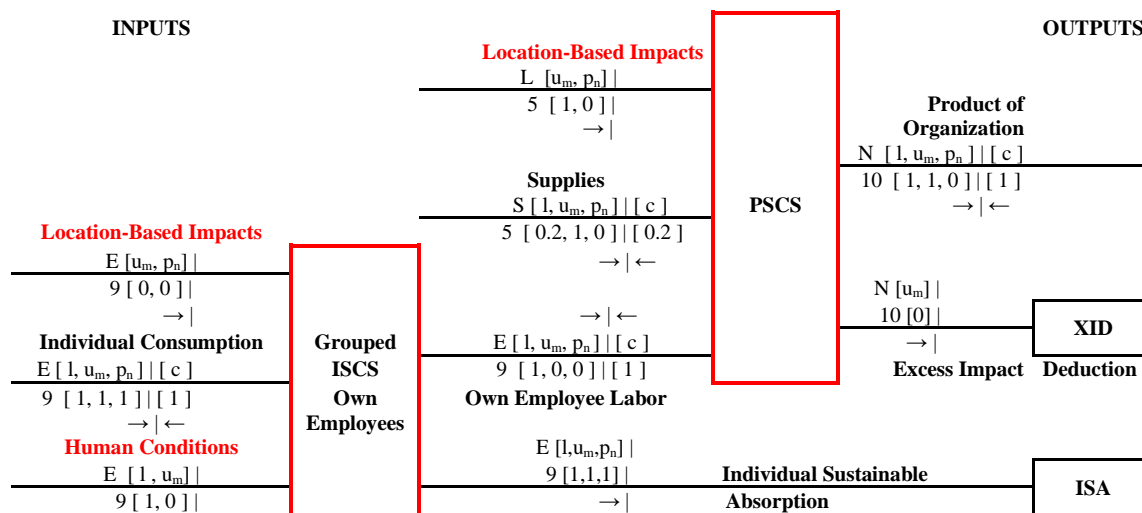 INPUTS
OUTPUTS
Location-Based Impacts
L [uₘ, pₙ] |
5 [ 1, 0 ] |
→ |
Product of
Organization
N [ l, uₘ, pₙ ] | [ c ]
10 [ 1, 1, 0 ] | [ 1 ]
→ | ←
Supplies
S [ l, uₘ, pₙ ] | [ c ]
5 [ 0.2, 1, 0 ] | [ 0.2 ]
→ | ←
PSCS
Location-Based Impacts
E [uₘ, pₙ] |
9 [ 0, 0 ] |
→ |
N [uₘ] |
10 [0] |
→ |
XID
Excess Impact
Deduction
Individual Consumption
E [ l, uₘ, pₙ ] | [ c ]
9 [ 1, 1, 1 ] | [ 1 ]
→ | ←
Grouped
ISCS
Own
Employees
→ | ←
E [ l, uₘ, pₙ ] | [ c ]
9 [ 1, 0, 0 ] | [ 1 ]
Own Employee Labor
Human Conditions
E [ l , uₘ] |
9 [ 1, 0 ] |
E [l,uₘ,pₙ] |
9 [1,1,1] |
→ |
Individual Sustainable
Absorption
ISA